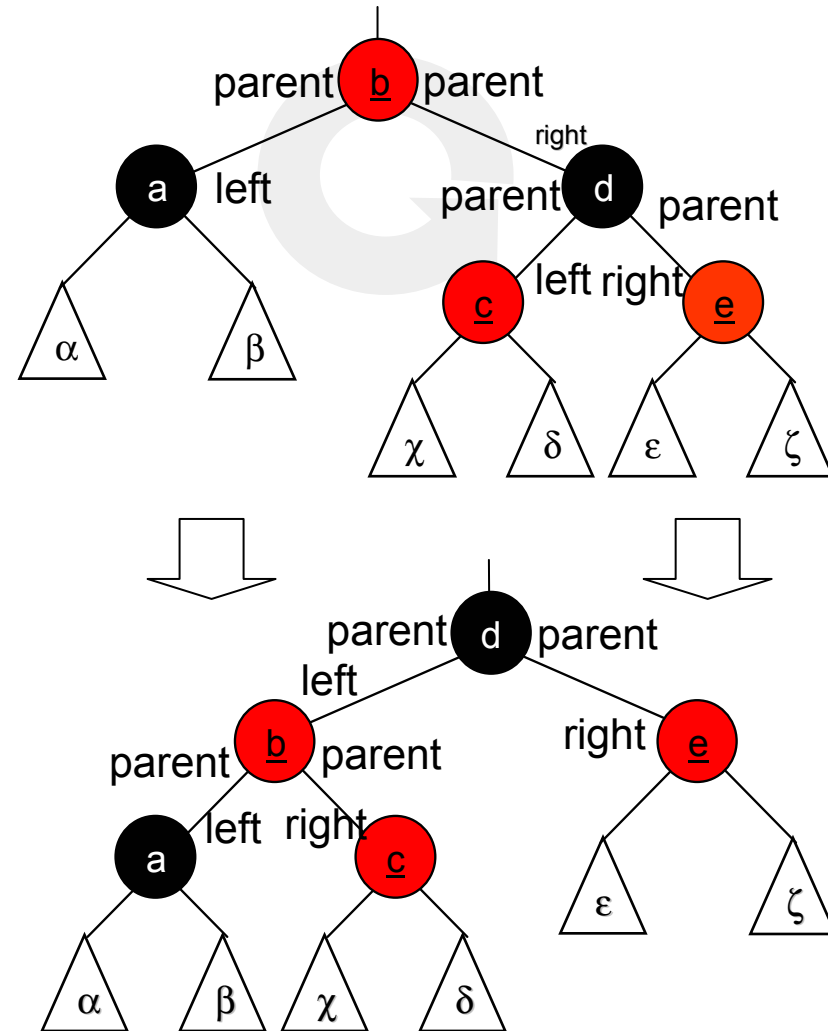 parent b parent
right
a left parent d parent
c left right e
α β
χ δ ε ζ
parent d parent
left
b right e
parent parent
a left right c
ε ζ
α β χ δ